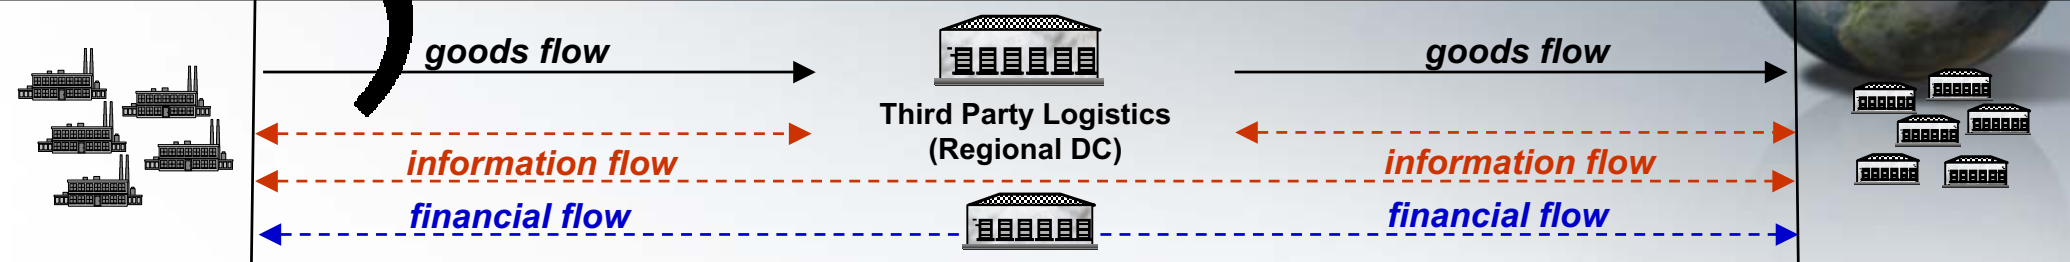 goods flow
goods flow
Third Party Logistics
(Regional DC)
information flow
information flow
financial flow
financial flow